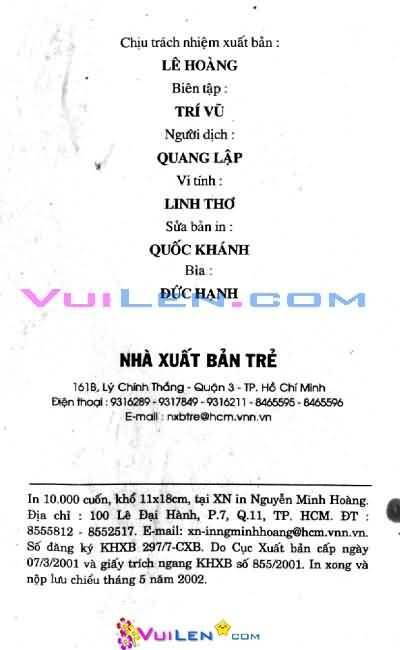 Chịu trách nhiệm xuất bản :
LÊ HOÀNG
Biên tập :
TRÍ VŨ
Người dịch :
QUANG LẬP
Vi tính :
LINH THƠ
Sửa bản in :
QUỐC KHÁNH
Bìa :
ĐỨC HẠNH
VUILEN.COM
NHÀ XUẤT BẢN TRẺ
161B, Lý Chính Thắng - Quận 3 - TP. Hồ Chí Minh
Điện thoại : 9316289 - 9317849 - 9316211 - 8465595 - 8465596
E-mail : nxbtre@hcm.vnn.vn
In 10.000 cuốn, khổ 11x18cm, tại XN in Nguyễn Minh Hoàng.
Địa chỉ : 100 Lê Đại Hành, P.7, Q.11, TP. HCM. ĐT :
8555812 - 8552517. E-mail: xn-inngminhhoang@hcm.vnn.vn.
Số đăng ký KHXB 297/7-CXB. Do Cục Xuất bản cấp ngày
07/3/2001 và giấy trích ngang KHXB số 855/2001. In xong và
nộp lưu chiểu tháng 5 năm 2002.
VUILEN.COM